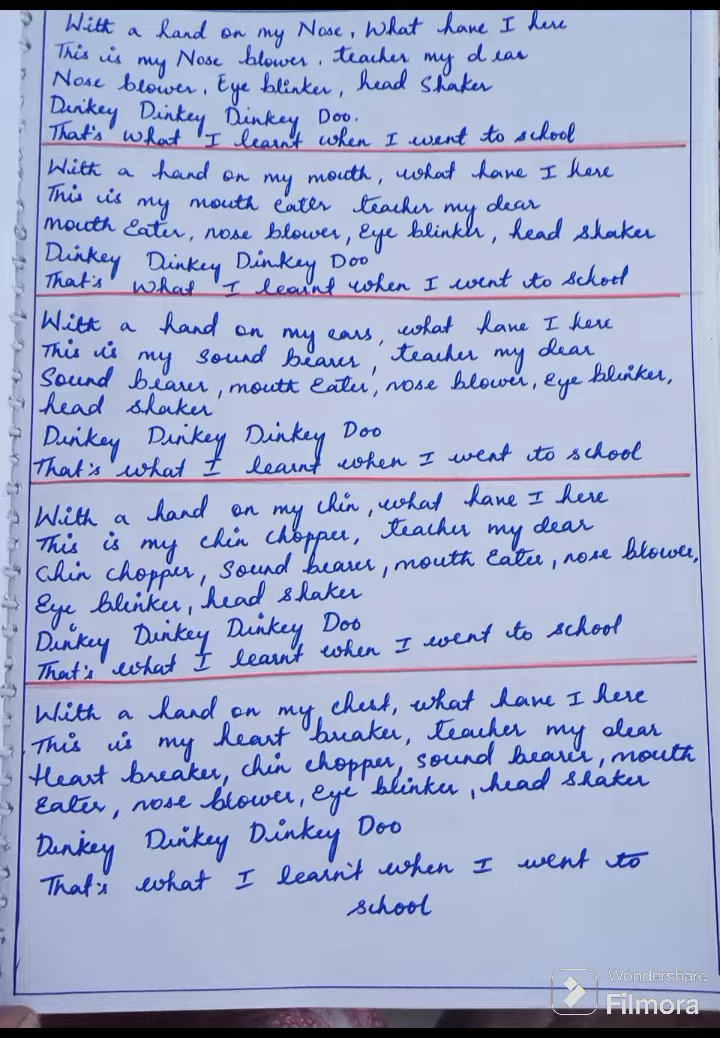 With a hand on my Nose, What have I here
This is my Nose blower, teacher my dear
Nose blower, Eye blinker, head Shaker
Dinkey Dinkey Dinkey Doo.
That's what I learnt when I went to school
With a hand on my mouth, what have I here
This is my mouth eater teacher my dear
mouth Eater, nose blower, Eye blinker, head shaker
Dinkey Dinkey Dinkey Doo
That's What I learnt when I went to school
With a hand on my ears, what have I here
This is my sound bearer, teacher my dear
Sound bearer, mouth Eater, nose blower, Eye blinker,
head shaker
Dinkey Dinkey Dinkey Doo
That's what I learnt when I went to school
With a hand on my chin, what have I here
This is my chin chopper, teacher my dear
Chin chopper, Sound bearer, mouth Eater, nose blower,
Eye blinker, head shaker
Dinkey Dinkey Dinkey Doo
That's what I learnt when I went to school
With a hand on my chest, what have I here
This is my heart breaker, teacher my dear
Heart breaker, chin chopper, sound bearer, mouth
Eater, nose blower, Eye blinker, head shaker
Dinkey Dinkey Dinkey Doo
That's what I learn't when I went to
school
Wondershare
Filmora